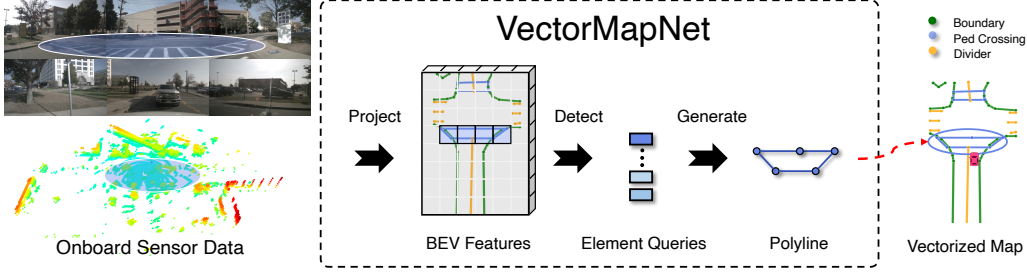 VectorMapNet
Boundary
Ped Crossing
Divider
Project
Detect
Generate
Onboard Sensor Data
BEV Features
Element Queries
Polyline
Vectorized Map